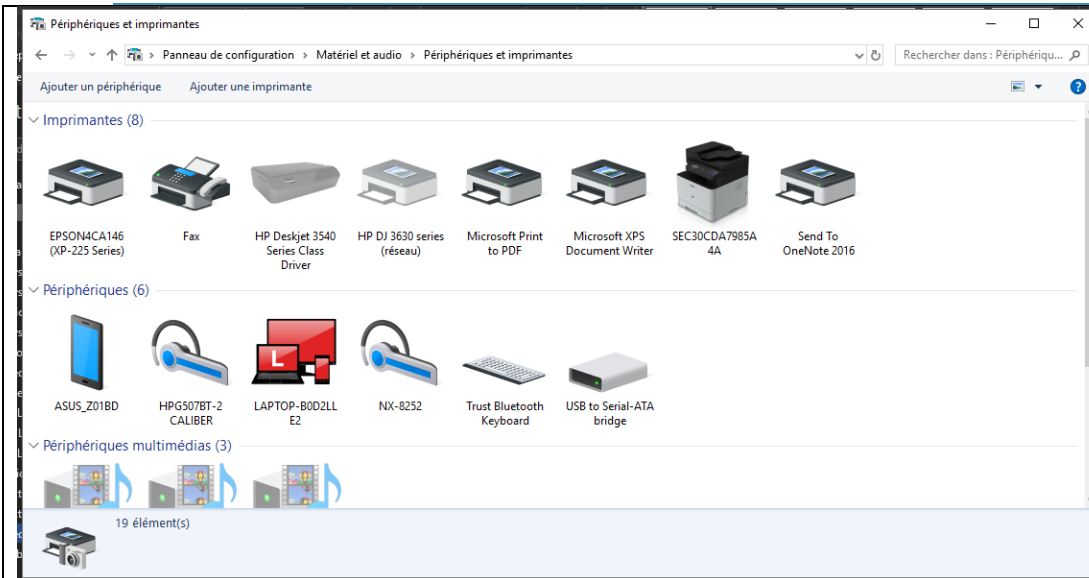 Périphériques et imprimantes
Panneau de configuration > Matériel et audio > Périphériques et imprimantes
Rechercher dans : Périphériqu...
Ajouter un périphérique
Ajouter une imprimante
Imprimantes (8)
EPSON4CA146
(XP-225 Series)
Fax
HP Deskjet 3540
Series Class
Driver
HP DJ 3630 series
(réseau)
Microsoft Print
to PDF
Microsoft XPS
Document Writer
SEC30CDA7985A
4A
Send To
OneNote 2016
Périphériques (6)
ASUS_Z01BD
HPG507BT-2
CALIBER
L
LAPTOP-B0D2LL
E2
NX-8252
Trust Bluetooth
Keyboard
USB to Serial-ATA
bridge
Périphériques multimédias (3)
19 élément(s)